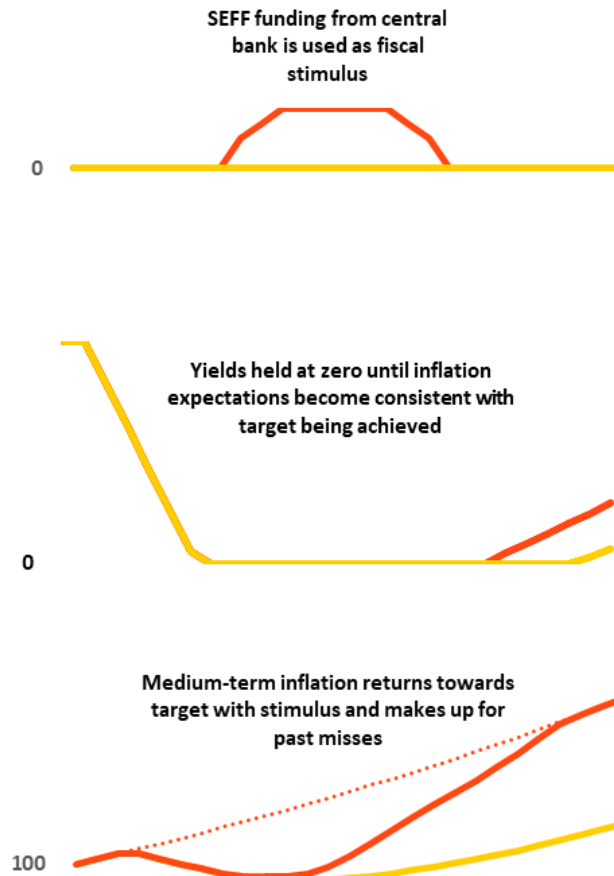 SEFF funding from central
bank is used as fiscal
stimulus
0
Yields held at zero until inflation
expectations become consistent with
target being achieved
0
Medium-term inflation returns towards
target with stimulus and makes up for
past misses
100